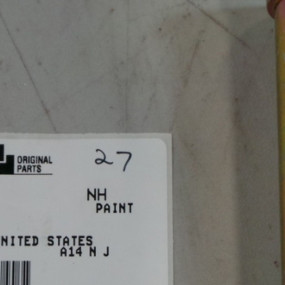 27
ORIGINAL
PARTS
NH
PAINT
NITED STATES
A14 N J